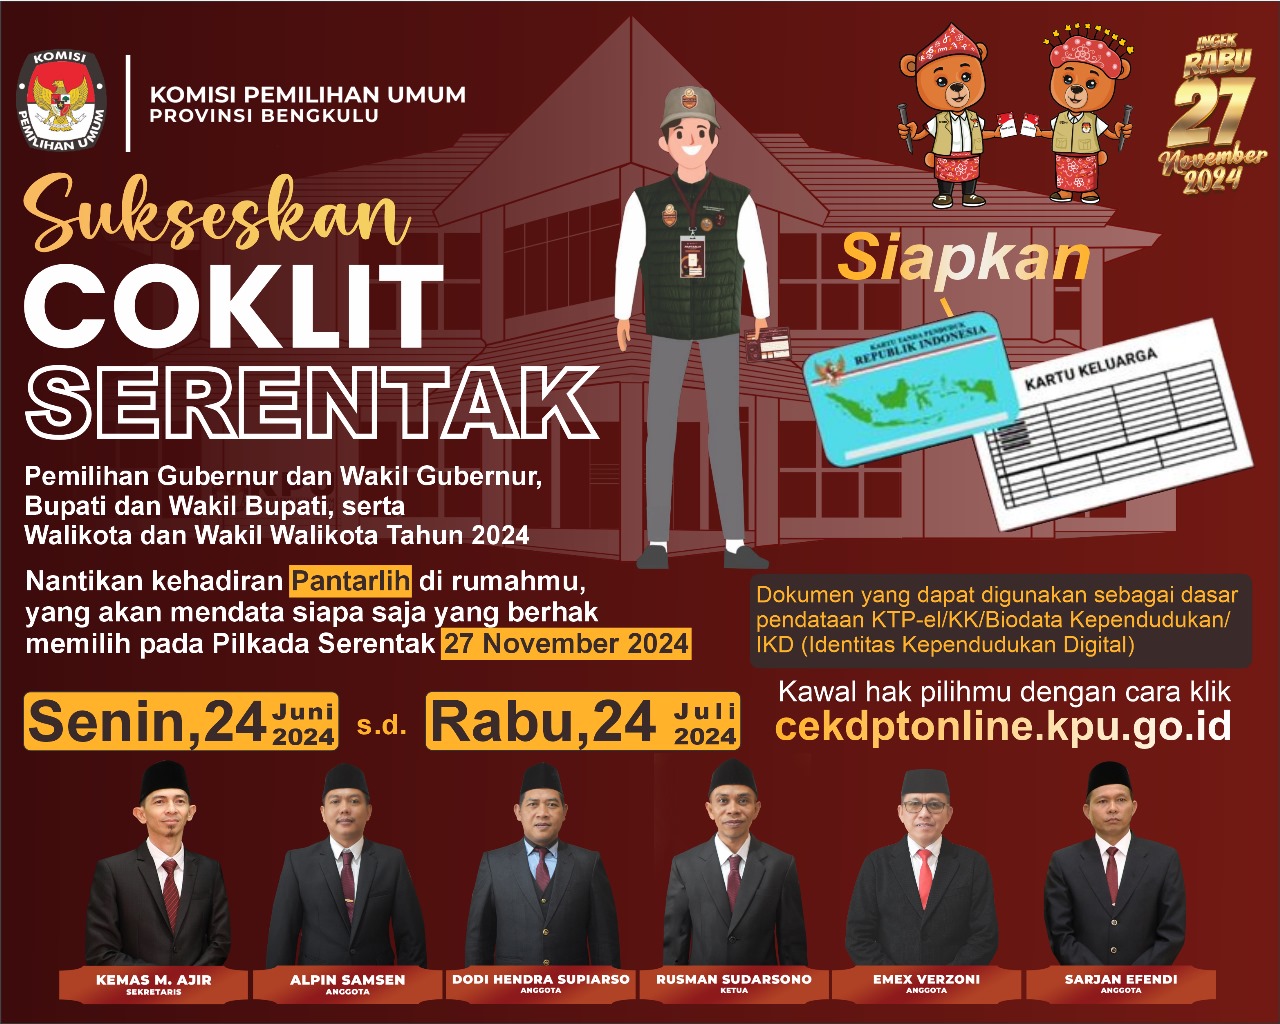 KOMISI
PEMILIHAN UMUM
KOMISI PEMILIHAN UMUM
PROVINSI BENGKULU
INGEK
RABU
27
November
2024
Sukseskan
COKLIT
SERENTAK
Pemilihan Gubernur dan Wakil Gubernur,
Bupati dan Wakil Bupati, serta
Walikota dan Wakil Walikota Tahun 2024
Nantikan kehadiran Pantarlih di rumahmu,
yang akan mendata siapa saja yang berhak
memilih pada Pilkada Serentak 27 November 2024
Senin,24 Juni 2024 s.d. Rabu,24 Juli 2024
Siapkan
KARTU TANDA PENDUDUK
REPUBLIK INDONESIA
KARTU KELUARGA
Dokumen yang dapat digunakan sebagai dasar
pendataan KTP-el/KK/Biodata Kependudukan/
IKD (Identitas Kependudukan Digital)
Kawal hak pilihmu dengan cara klik
cekdptonline.kpu.go.id
KEMAS M. AJIR
SEKRETARIS
ALPIN SAMSEN
ANGGOTA
DODI HENDRA SUPIARSO
ANGGOTA
RUSMAN SUDARSONO
KETUA
EMEX VERZONI
ANGGOTA
SARJAN EFENDI
ANGGOTA